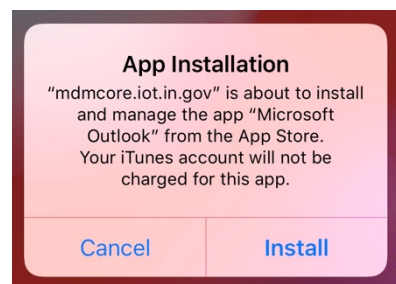 App Installation
“mdmcore.iot.in.gov” is about to install
and manage the app “Microsoft
Outlook” from the App Store.
Your iTunes account will not be
charged for this app.
Cancel
Install